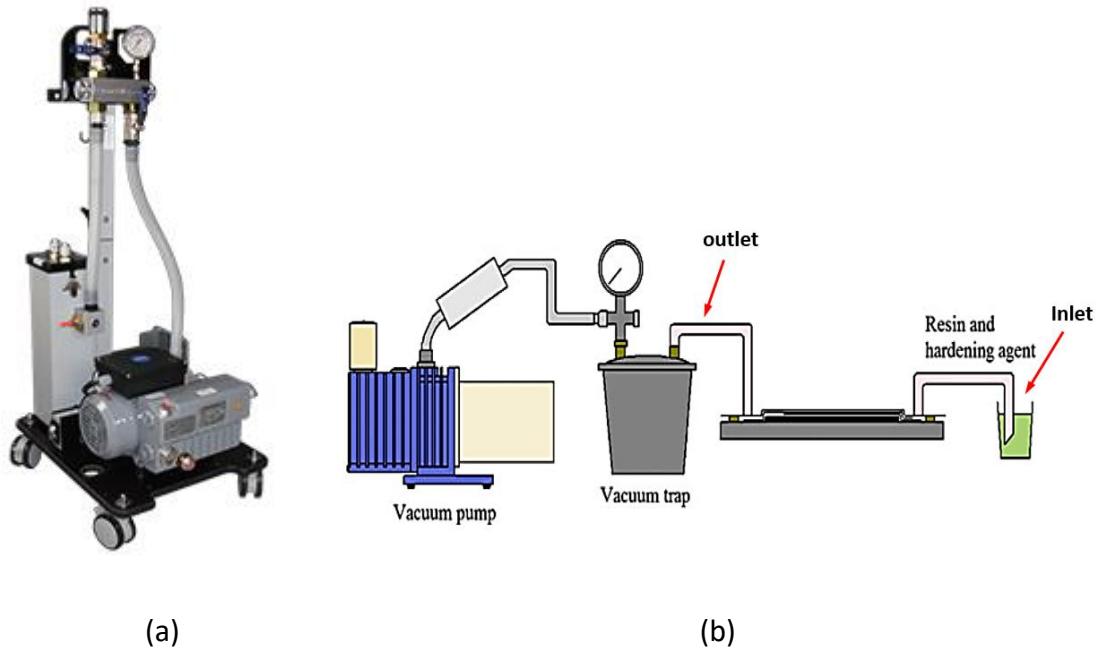 outlet
Inlet
Resin and
hardening agent
Vacuum trap
Vacuum pump
(a)
(b)